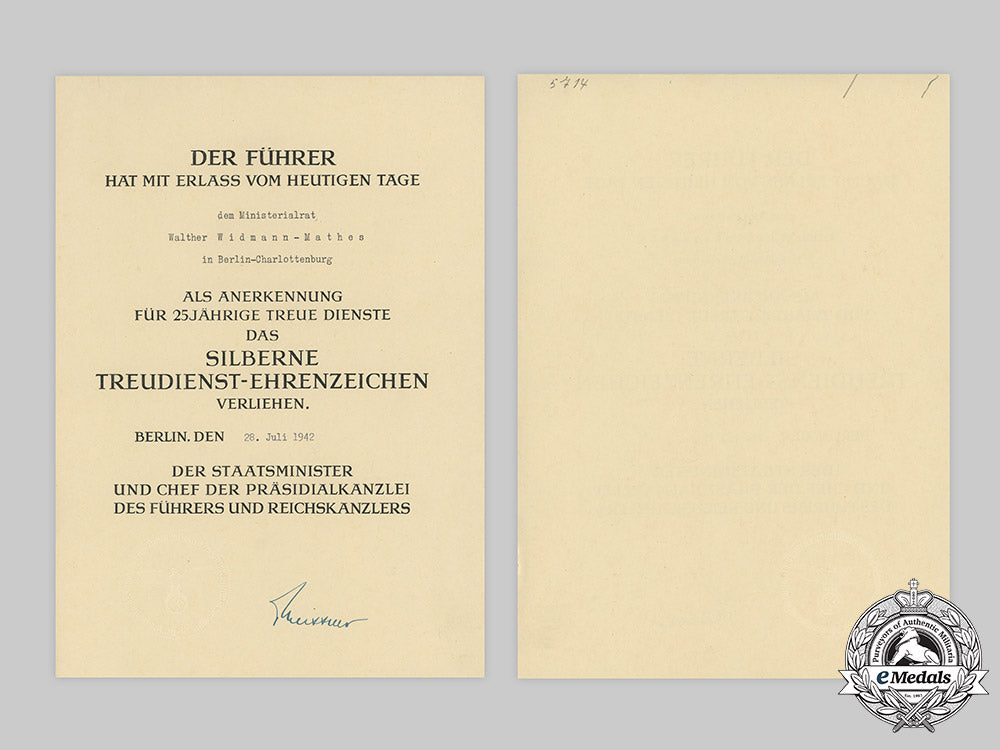 DER FÜHRER
HAT MIT ERLASS VOM HEUTIGEN TAGE
dem Ministerialrat
Walther Widmann-Mathes
in Berlin-Charlottenburg
ALS ANERKENNUNG
FÜR 25JÄHRIGE TREUE DIENSTE
DAS
SILBERNE
TREUDIENST-EHRENZEICHEN
VERLIEHEN.
BERLIN, DEN 28. Juli 1942
DER STAATSMINISTER
UND CHEF DER PRÄSIDIALKANZLEI
DES FÜHRERS UND REICHSKANZLERS
Meissner
5714
Purveyors of Authentic Militaria
eMedals